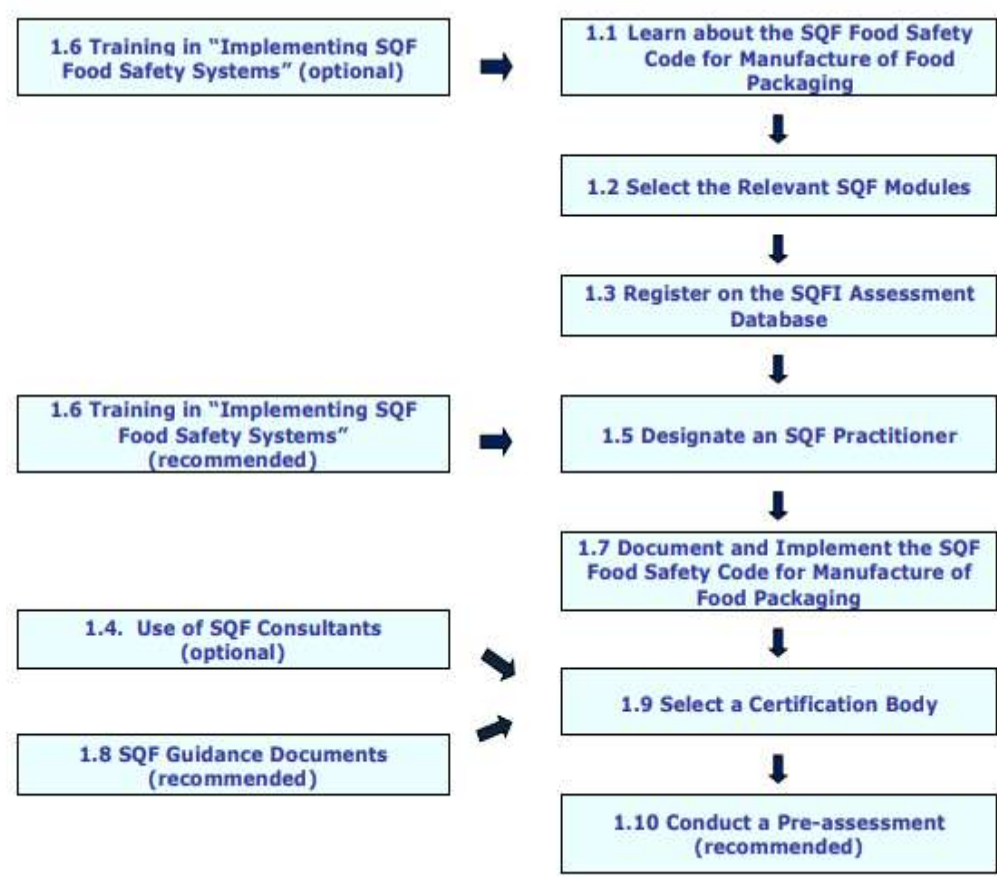 1.6 Training in “Implementing SQF
Food Safety Systems” (optional)
1.1 Learn about the SQF Food Safety
Code for Manufacture of Food
Packaging
1.2 Select the Relevant SQF Modules
1.3 Register on the SQFI Assessment
Database
1.6 Training in “Implementing SQF
Food Safety Systems”
(recommended)
1.5 Designate an SQF Practitioner
1.7 Document and Implement the SQF
Food Safety Code for Manufacture of
Food Packaging
1.4. Use of SQF Consultants
(optional)
1.9 Select a Certification Body
1.8 SQF Guidance Documents
(recommended)
1.10 Conduct a Pre-assessment
(recommended)